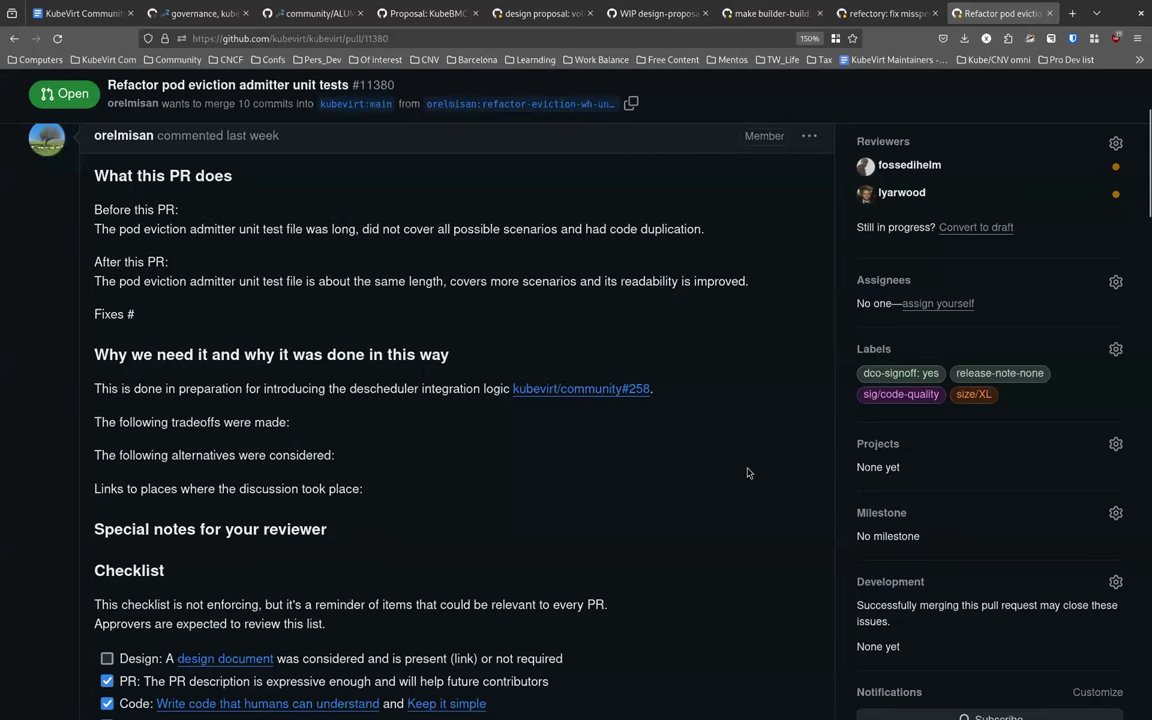 KubeVirt Communi
governance, kube
community/ALUM
Proposal: KubeBMC
design proposal: vol
WIP design-proposa
make builder-build
refectory: fix misspe
Refactor pod evictio
https://github.com/kubevirt/kubevirt/pull/11380
150%
Computers
KubeVirt Com
Community
CNCF
Confs
Pers_Dev
Of interest
CNV
Barcelona
Learnding
Work Balance
Free Content
Mentos
TW_Life
Tax
KubeVirt Maintainers -...
Kube/CNV omni
Pro Dev list
Open
Refactor pod eviction admitter unit tests #11380
orelmisan wants to merge 10 commits into kubevirt:main from orelmisan:refactor-eviction-wh-un...
orelmisan commented last week
Member
What this PR does
Before this PR:
The pod eviction admitter unit test file was long, did not cover all possible scenarios and had code duplication.
After this PR:
The pod eviction admitter unit test file is about the same length, covers more scenarios and its readability is improved.
Fixes #
Why we need it and why it was done in this way
This is done in preparation for introducing the descheduler integration logic kubevirt/community#258.
The following tradeoffs were made:
The following alternatives were considered:
Links to places where the discussion took place:
Special notes for your reviewer
Checklist
This checklist is not enforcing, but it's a reminder of items that could be relevant to every PR.
Approvers are expected to review this list.
Design: A design document was considered and is present (link) or not required
PR: The PR description is expressive enough and will help future contributors
Code: Write code that humans can understand and Keep it simple
Reviewers
fossedihelm
lyarwood
Still in progress? Convert to draft
Assignees
No one—assign yourself
Labels
dco-signoff: yes
release-note-none
sig/code-quality
size/XL
Projects
None yet
Milestone
No milestone
Development
Successfully merging this pull request may close these
issues.
None yet
Notifications
Customize
Subscribe